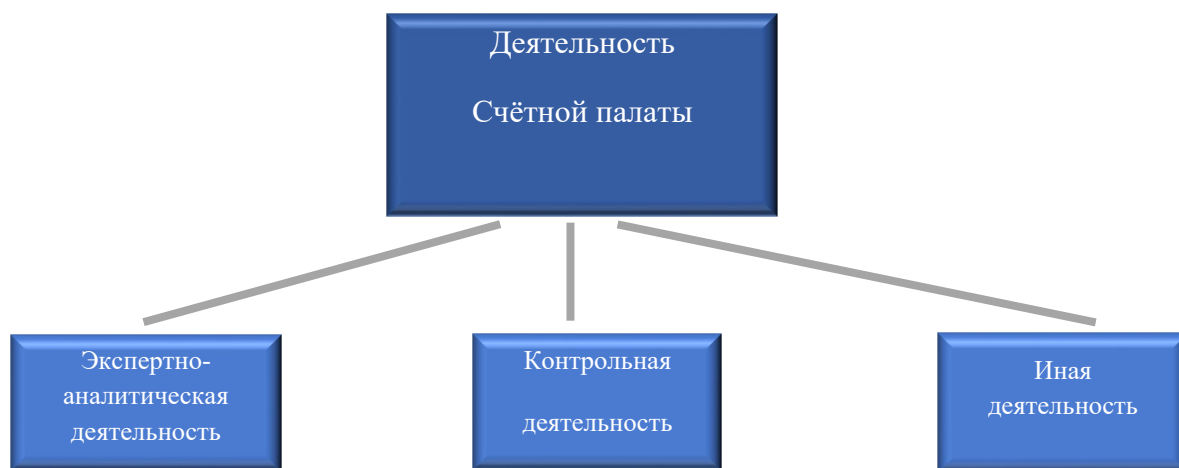 Деятельность
Счётной палаты
Экспертно-
аналитическая
деятельность
Контрольная
деятельность
Иная
деятельность